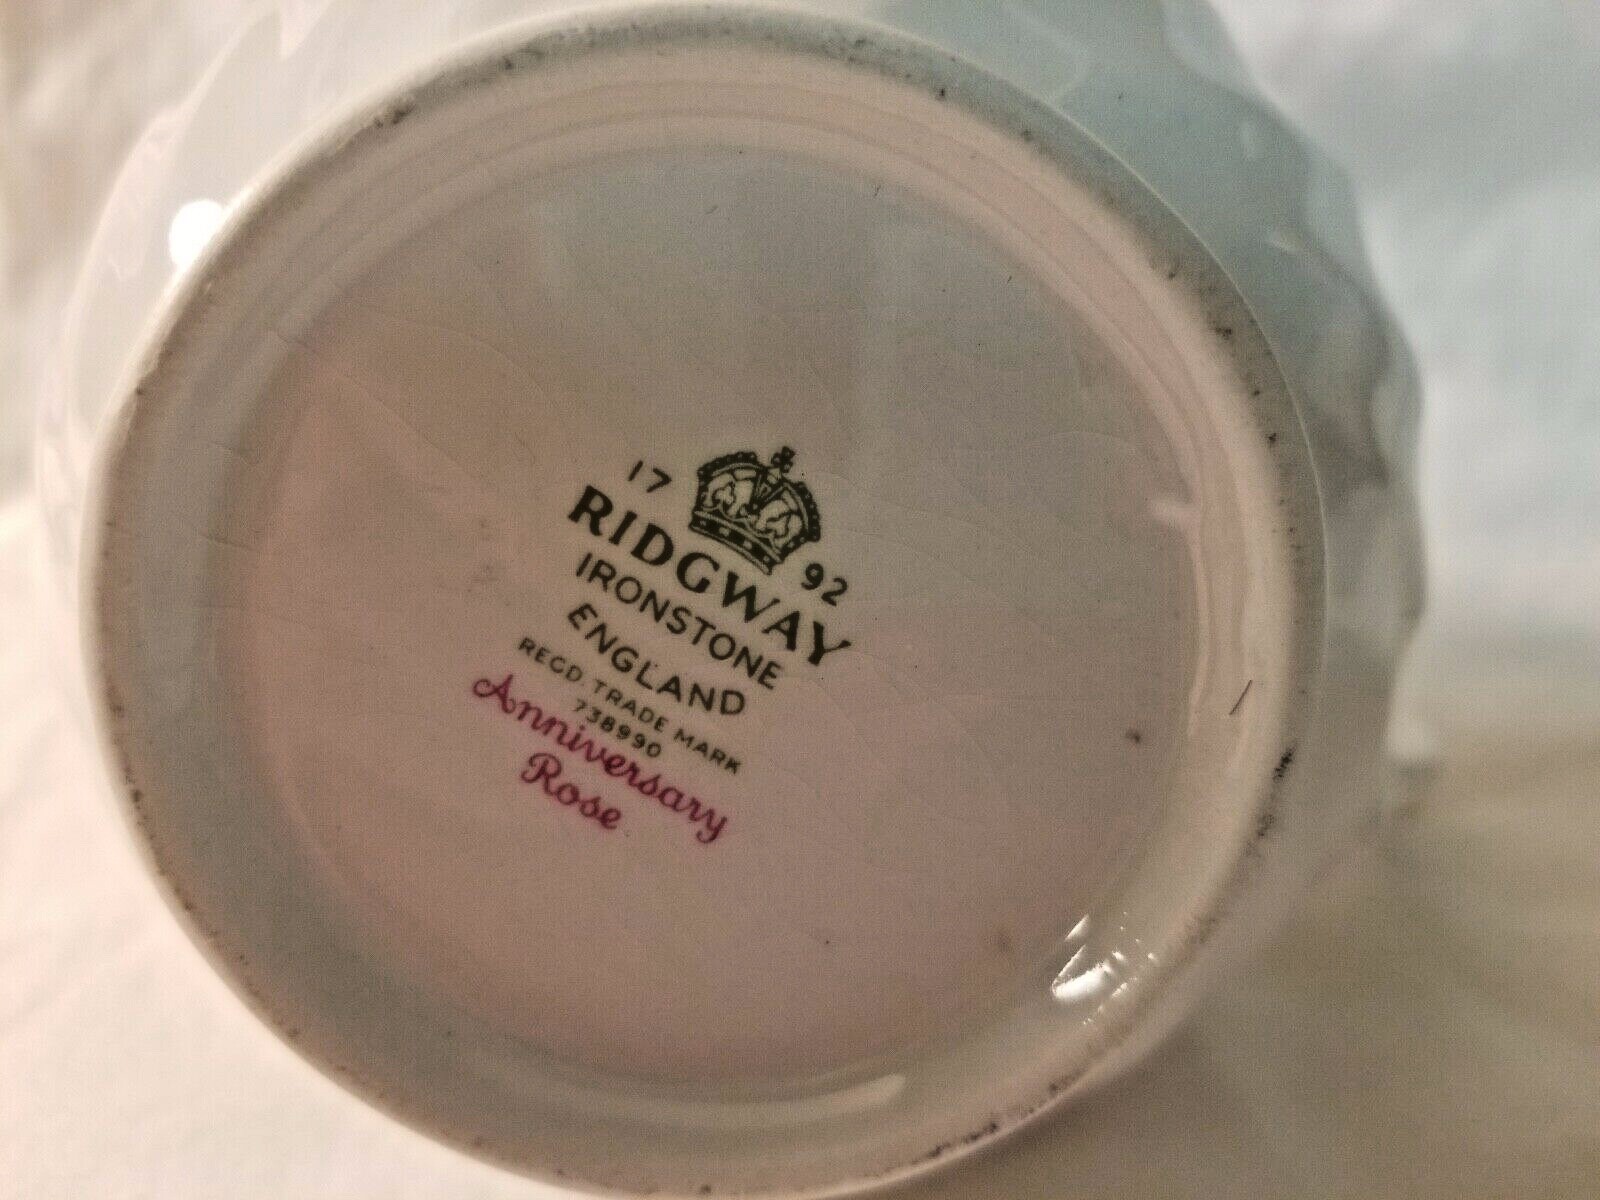 17 92
RIDGWAY
IRONSTONE
ENGLAND
REGD. TRADE MARK
738990
Anniversary
Rose